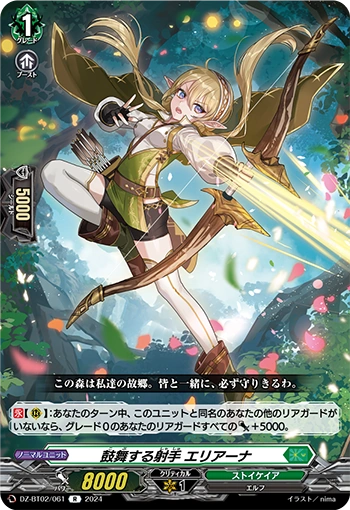 1
グレード
ブースト
5000
シールド
この森は私達の故郷。皆と一緒に、必ず守りきるわ。
永【R】:あなたのターン中、このユニットと同名のあなたの他のリアガードが
いないなら、グレード0のあなたのリアガードすべての+5000。
ノーマルユニット
鼓舞する射手 エリアーナ
パワー 8000
クリティカル
1
ストイケイア
エルフ
DZ-BT02/061 R 2024
イラスト/nima